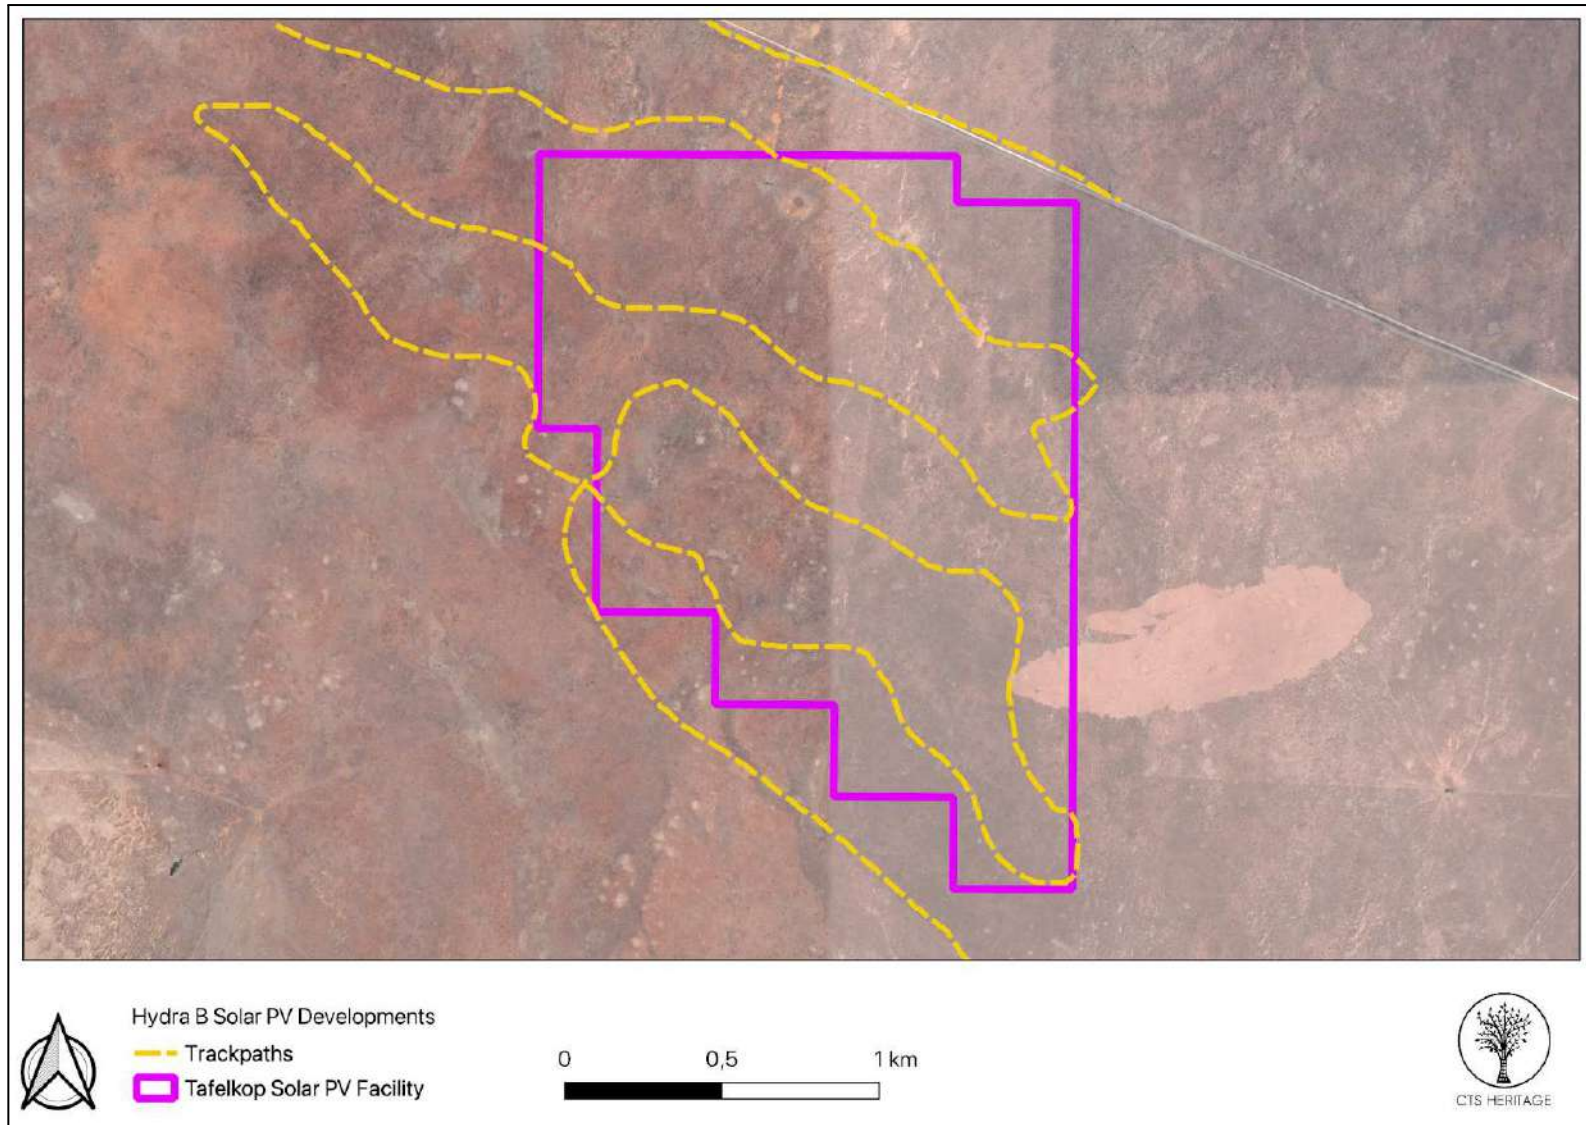 Hydra B Solar PV Developments
Trackpaths
Tafelkop Solar PV Facility
0 0,5 1 km
CTS HERITAGE